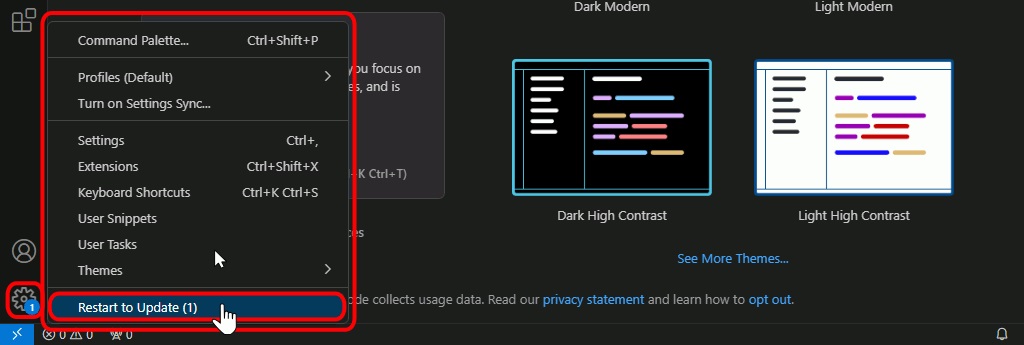 Dark Modern
Light Modern
Command Palette... Ctrl+Shift+P
Profiles (Default)
Turn on Settings Sync...
Settings Ctrl+,
Extensions Ctrl+Shift+X
Keyboard Shortcuts Ctrl+K Ctrl+S
User Snippets
User Tasks
Themes
Restart to Update (1)
you focus on
, and is
K Ctrl+T)
Dark High Contrast
Light High Contrast
See More Themes...
collects usage data. Read our privacy statement and learn how to opt out.
1
0 0 0